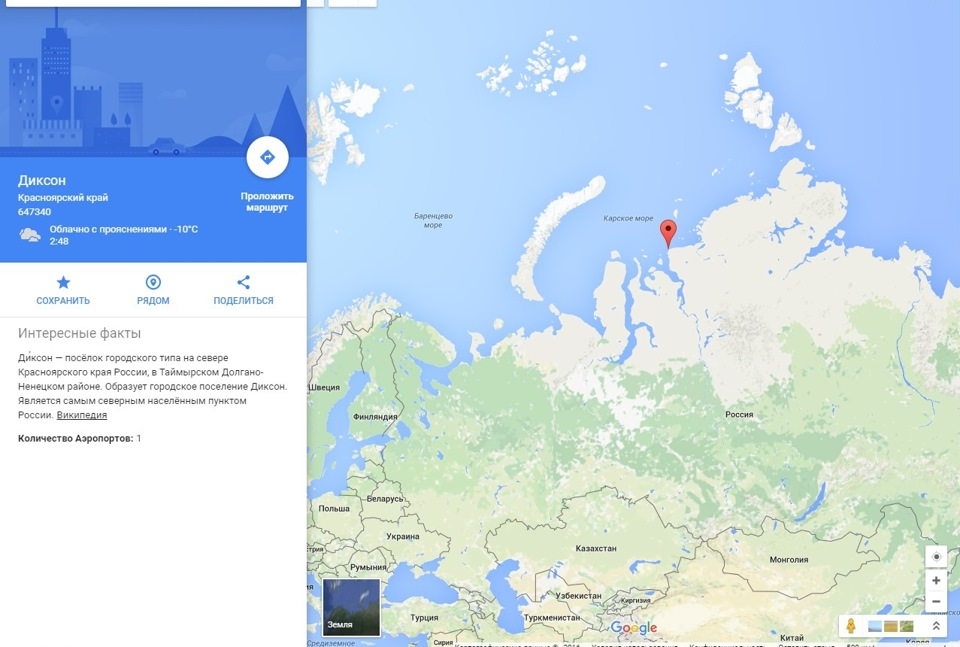 Диксон
Красноярский край
647340
Проложить
маршрут
Облачно с прояснениями · -10°C
2:48
СОХРАНИТЬ
РЯДОМ
ПОДЕЛИТЬСЯ
Интересные факты
Диксон — посёлок городского типа на севере
Красноярского края России, в Таймырском Долгано-
Ненецком районе. Образует городское поселение Диксон.
Является самым северным населённым пунктом
России. Википедия
Количество Аэропортов: 1
Баренцево
море
Карское море
Швеция
Финляндия
Россия
Беларусь
Польша
Украина
Румыния
Казахстан
Монголия
Узбекистан
Киргизия
Туркменистан
Турция
Земля
Google
Китай
Сирия
Средиземное